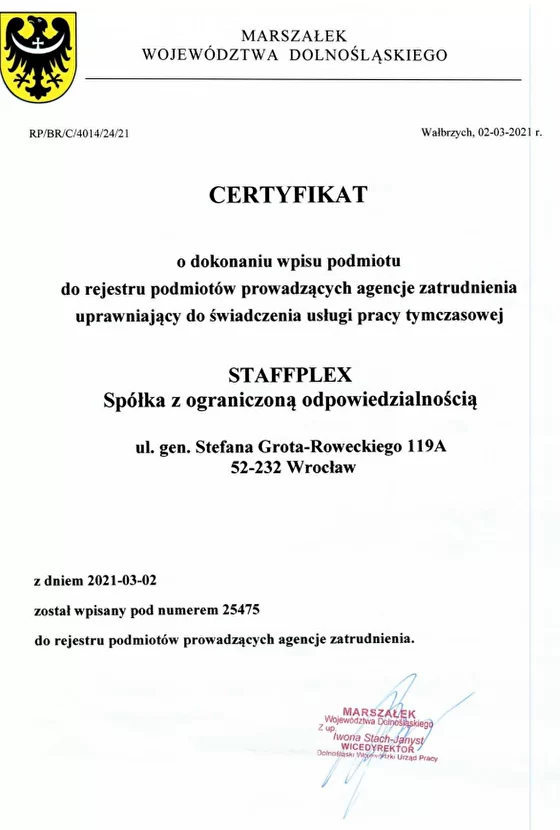 MARSZAŁEK
WOJEWÓDZTWA DOLNOŚLĄSKIEGO
RP/BR/C/4014/24/21
Wałbrzych, 02-03-2021 r.
CERTYFIKAT
o dokonaniu wpisu podmiotu
do rejestru podmiotów prowadzących agencje zatrudnienia
uprawniający do świadczenia usługi pracy tymczasowej
STAFFPLEX
Spółka z ograniczoną odpowiedzialnością
ul. gen. Stefana Grota-Roweckiego 119A
52-232 Wrocław
z dniem 2021-03-02
został wpisany pod numerem 25475
do rejestru podmiotów prowadzących agencje zatrudnienia.
MARSZAŁEK
Województwa Dolnośląskiego
Z up.
Iwona Stach-Janyst
WICEDYREKTOR
Dolnośląski Wojewódzki Urząd Pracy